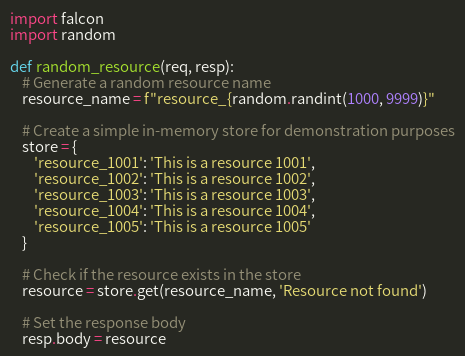 import falcon
import random

def random_resource(req, resp):
    # Generate a random resource name
    resource_name = f"resource_{random.randint(1000, 9999)}"

    # Create a simple in-memory store for demonstration purposes
    store = {
        'resource_1001': 'This is a resource 1001',
        'resource_1002': 'This is a resource 1002',
        'resource_1003': 'This is a resource 1003',
        'resource_1004': 'This is a resource 1004',
        'resource_1005': 'This is a resource 1005'
    }

    # Check if the resource exists in the store
    resource = store.get(resource_name, 'Resource not found')

    # Set the response body
    resp.body = resource